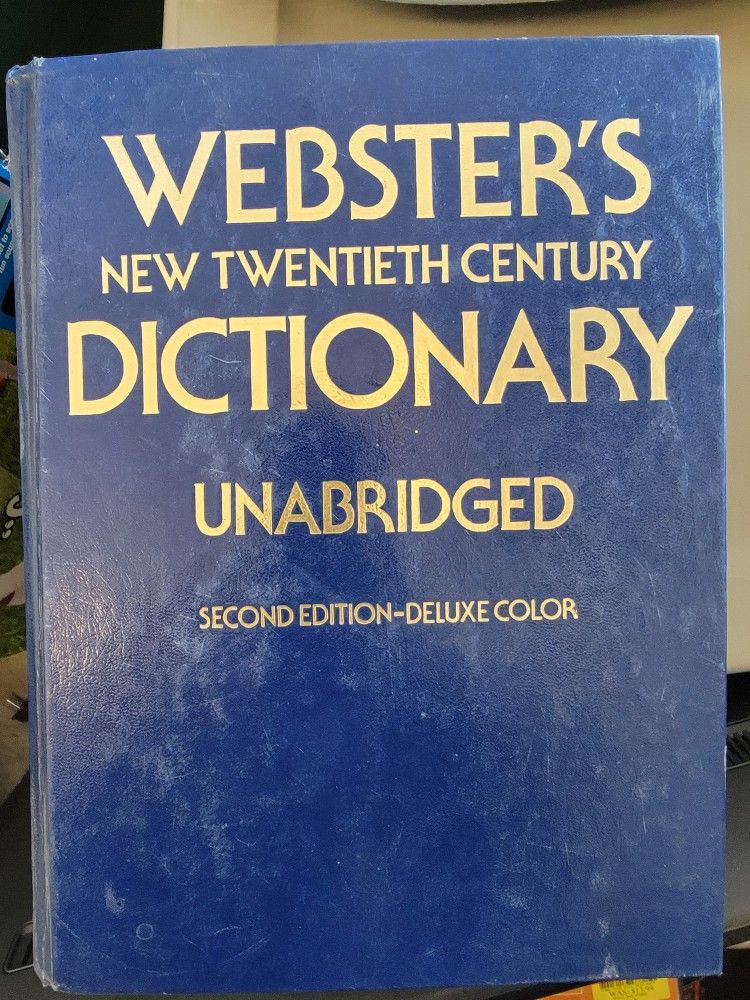 WEBSTER'S
NEW TWENTIETH CENTURY
DICTIONARY
UNABRIDGED
SECOND EDITION-DELUXE COLOR